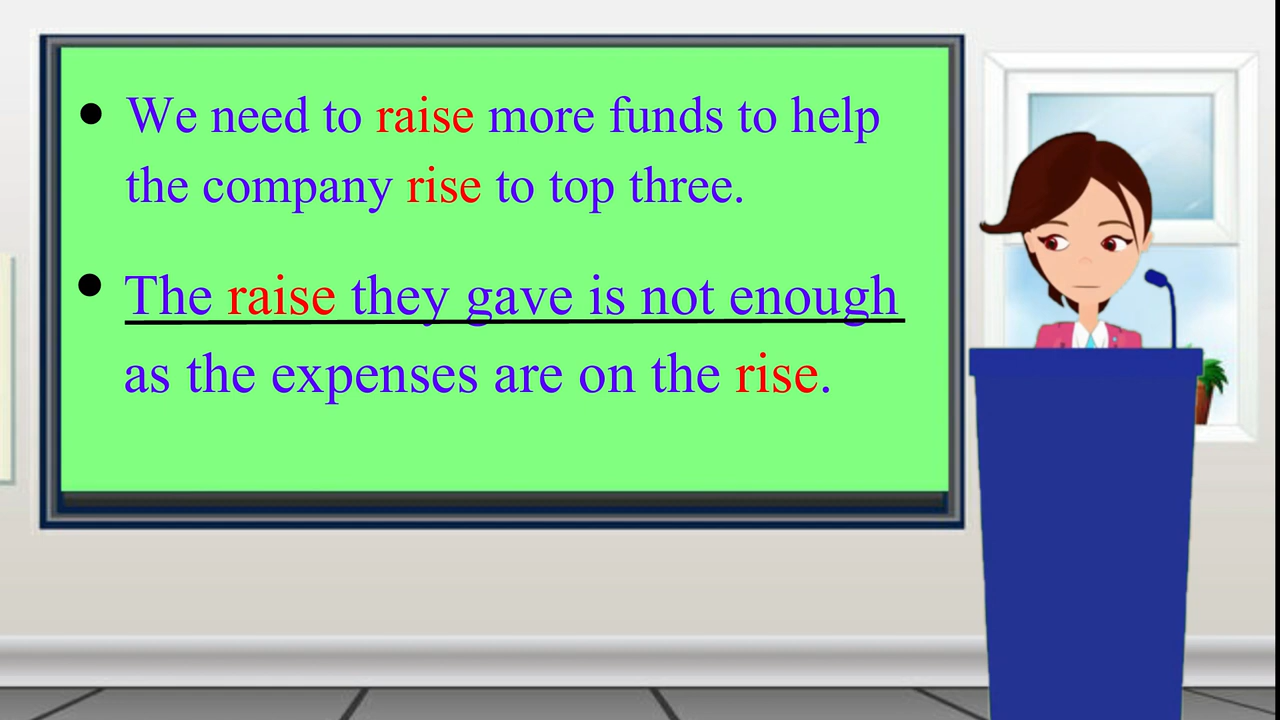 • We need to raise more funds to help
the company rise to top three.
• The raise they gave is not enough
as the expenses are on the rise.